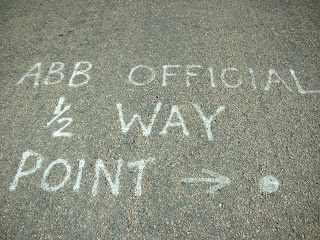 ABB OFFICIAL
½ WAY
POINT →